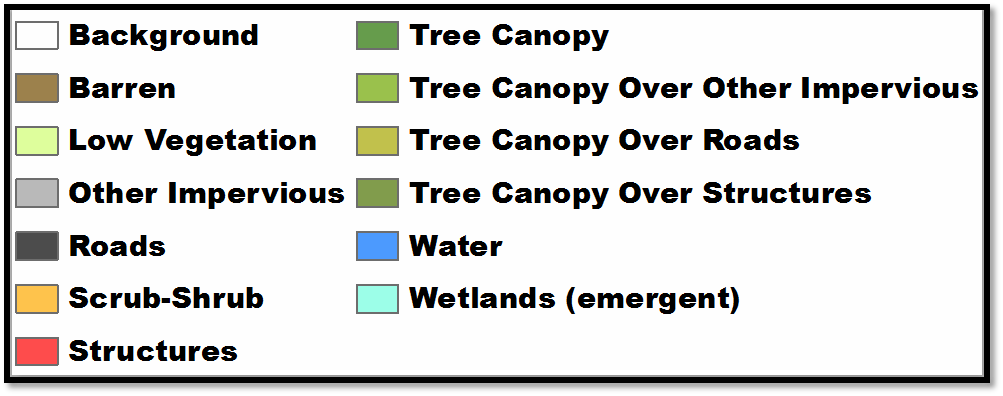 Background
Barren
Low Vegetation
Other Impervious
Roads
Scrub-Shrub
Structures
Tree Canopy
Tree Canopy Over Other Impervious
Tree Canopy Over Roads
Tree Canopy Over Structures
Water
Wetlands (emergent)